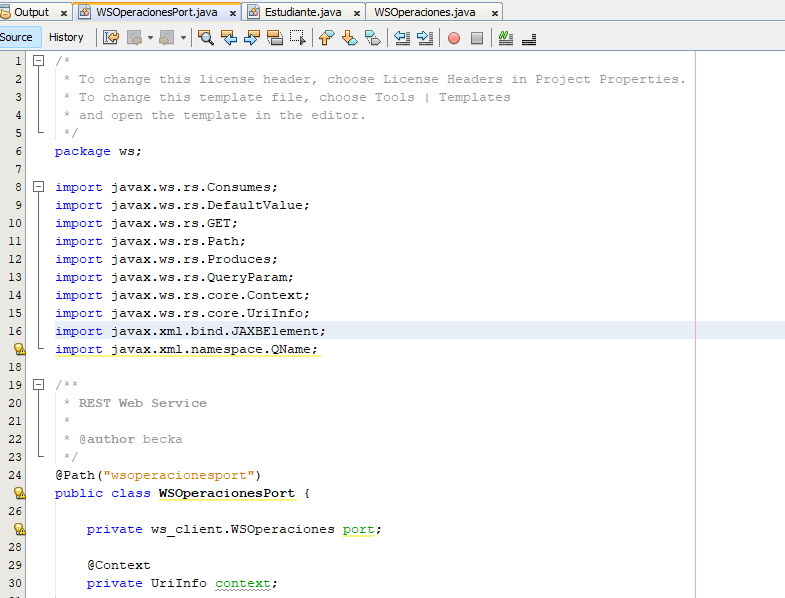 Output x WSOperacionesPort.java x Estudiante.java x WSOperaciones.java x
Source History
1 /*
2 * To change this license header, choose License Headers in Project Properties.
3 * To change this template file, choose Tools | Templates
4 * and open the template in the editor.
5 */
6 package ws;
7
8 import javax.ws.rs.Consumes;
9 import javax.ws.rs.DefaultValue;
10 import javax.ws.rs.GET;
11 import javax.ws.rs.Path;
12 import javax.ws.rs.Produces;
13 import javax.ws.rs.QueryParam;
14 import javax.ws.rs.core.Context;
15 import javax.ws.rs.core.UriInfo;
16 import javax.xml.bind.JAXBElement;
import javax.xml.namespace.QName;
18
19 /**
20 * REST Web Service
21 *
22 * @author becka
23 */
24 @Path("wsoperacionesport")
public class WSOperacionesPort {
26
private ws_client.WSOperaciones port;
28
29 @Context
30 private UriInfo context;